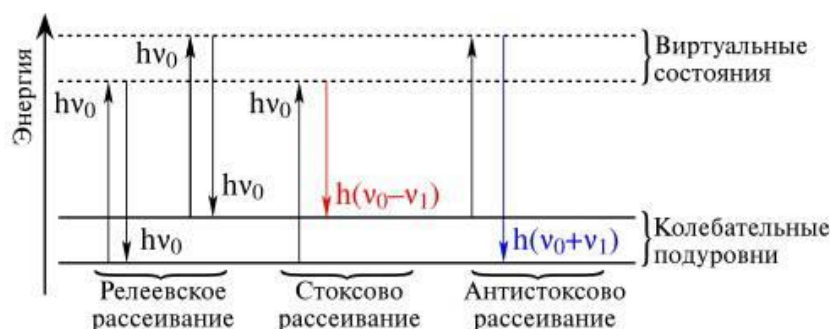 Энергия
Виртуальные
состояния
hν₀
hν₀
hν₀
hν₀
hν₀
h(ν₀–ν₁)
h(ν₀+ν₁)
Колебательные
подуровни
Релеевское
рассеивание
Стоксово
рассеивание
Антистоксово
рассеивание